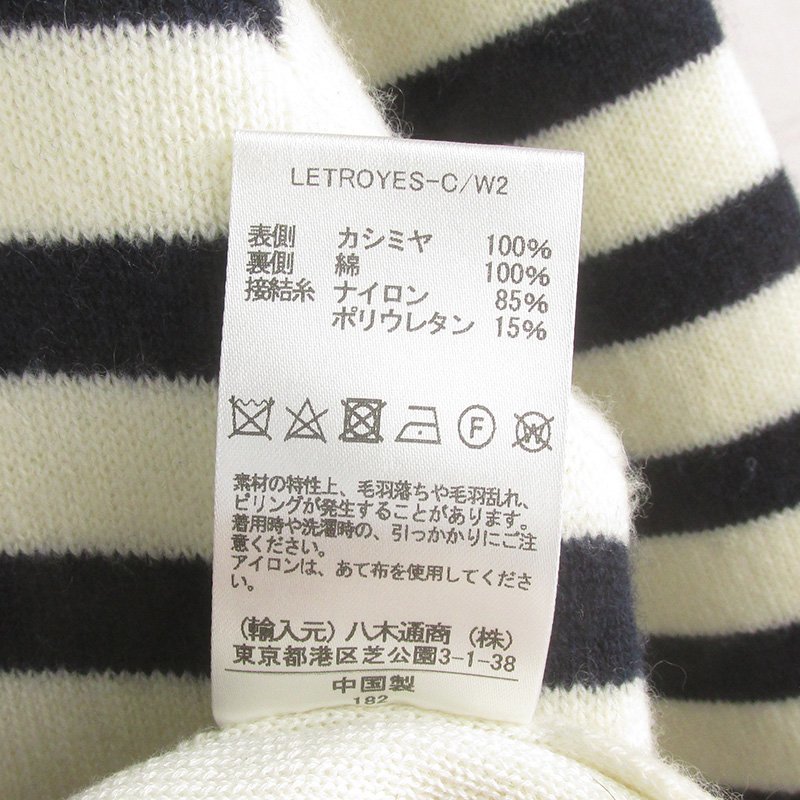 LETROYES-C/W2
表側 カシミヤ 100%
裏側 綿 100%
接結糸 ナイロン 85%
ポリウレタン 15%
F
W
素材の特性上、毛羽落ちや毛羽乱れ、
ピリングが発生することがあります。
着用時や洗濯時の、引っかかりにご注
意ください。
アイロンは、あて布を使用してくださ
い。
(輸入元) 八木通商 (株)
東京都港区芝公園3-1-38
中国製
182